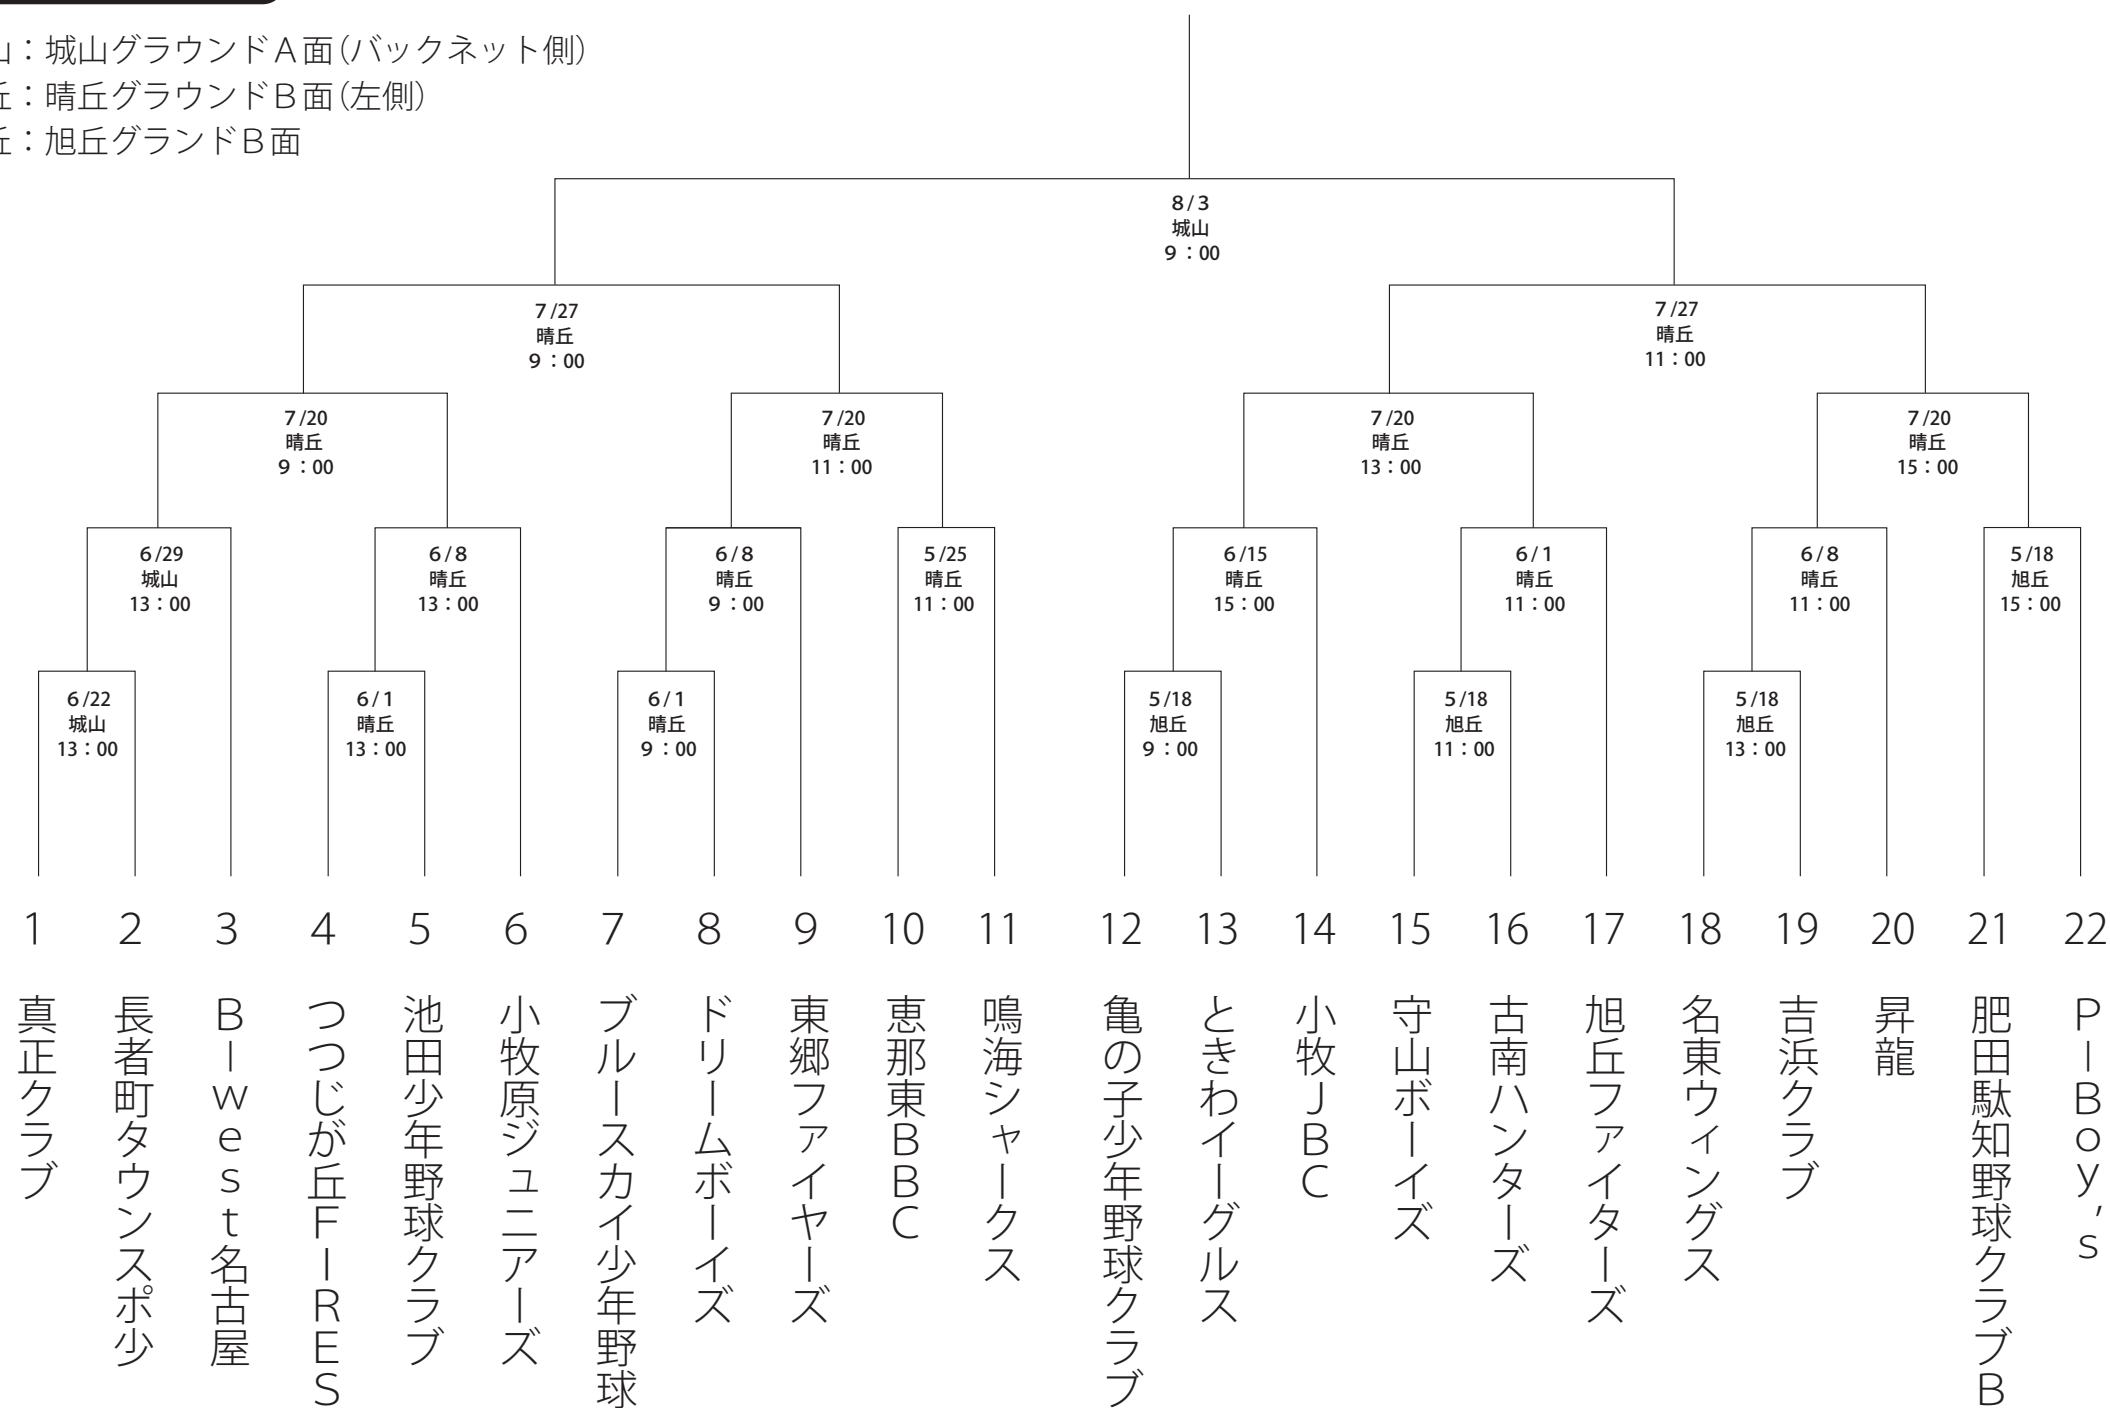 山：城山グラウンドA面(バックネット側)
丘：晴丘グラウンドB面(左側)
丘：旭丘グランドB面
8/3
城山
9：00
7/27
晴丘
9：00
7/27
晴丘
11：00
7/20
晴丘
9：00
7/20
晴丘
11：00
7/20
晴丘
13：00
7/20
晴丘
15：00
6/29
城山
13：00
6/8
晴丘
13：00
6/8
晴丘
9：00
5/25
晴丘
11：00
6/15
晴丘
15：00
6/1
晴丘
11：00
6/8
晴丘
11：00
5/18
旭丘
15：00
6/22
城山
13：00
6/1
晴丘
13：00
6/1
晴丘
9：00
5/18
旭丘
9：00
5/18
旭丘
11：00
5/18
旭丘
13：00
1 2 3 4 5 6 7 8 9 10 11 12 13 14 15 16 17 18 19 20 21 22
真正クラブ
長者町タウンスポ少
B－west名古屋
つつじが丘FIRES
池田少年野球クラブ
小牧原ジュニアーズ
ブルースカイ少年野球
ドリームボーイズ
東郷ファイヤーズ
恵那東BBC
鳴海シャークス
亀の子少年野球クラブ
ときわイーグルス
小牧JBC
守山ボーイズ
古南ハンターズ
旭丘ファイターズ
名東ウィングス
吉浜クラブ
昇龍
肥田駄知野球クラブB
P－Boy's